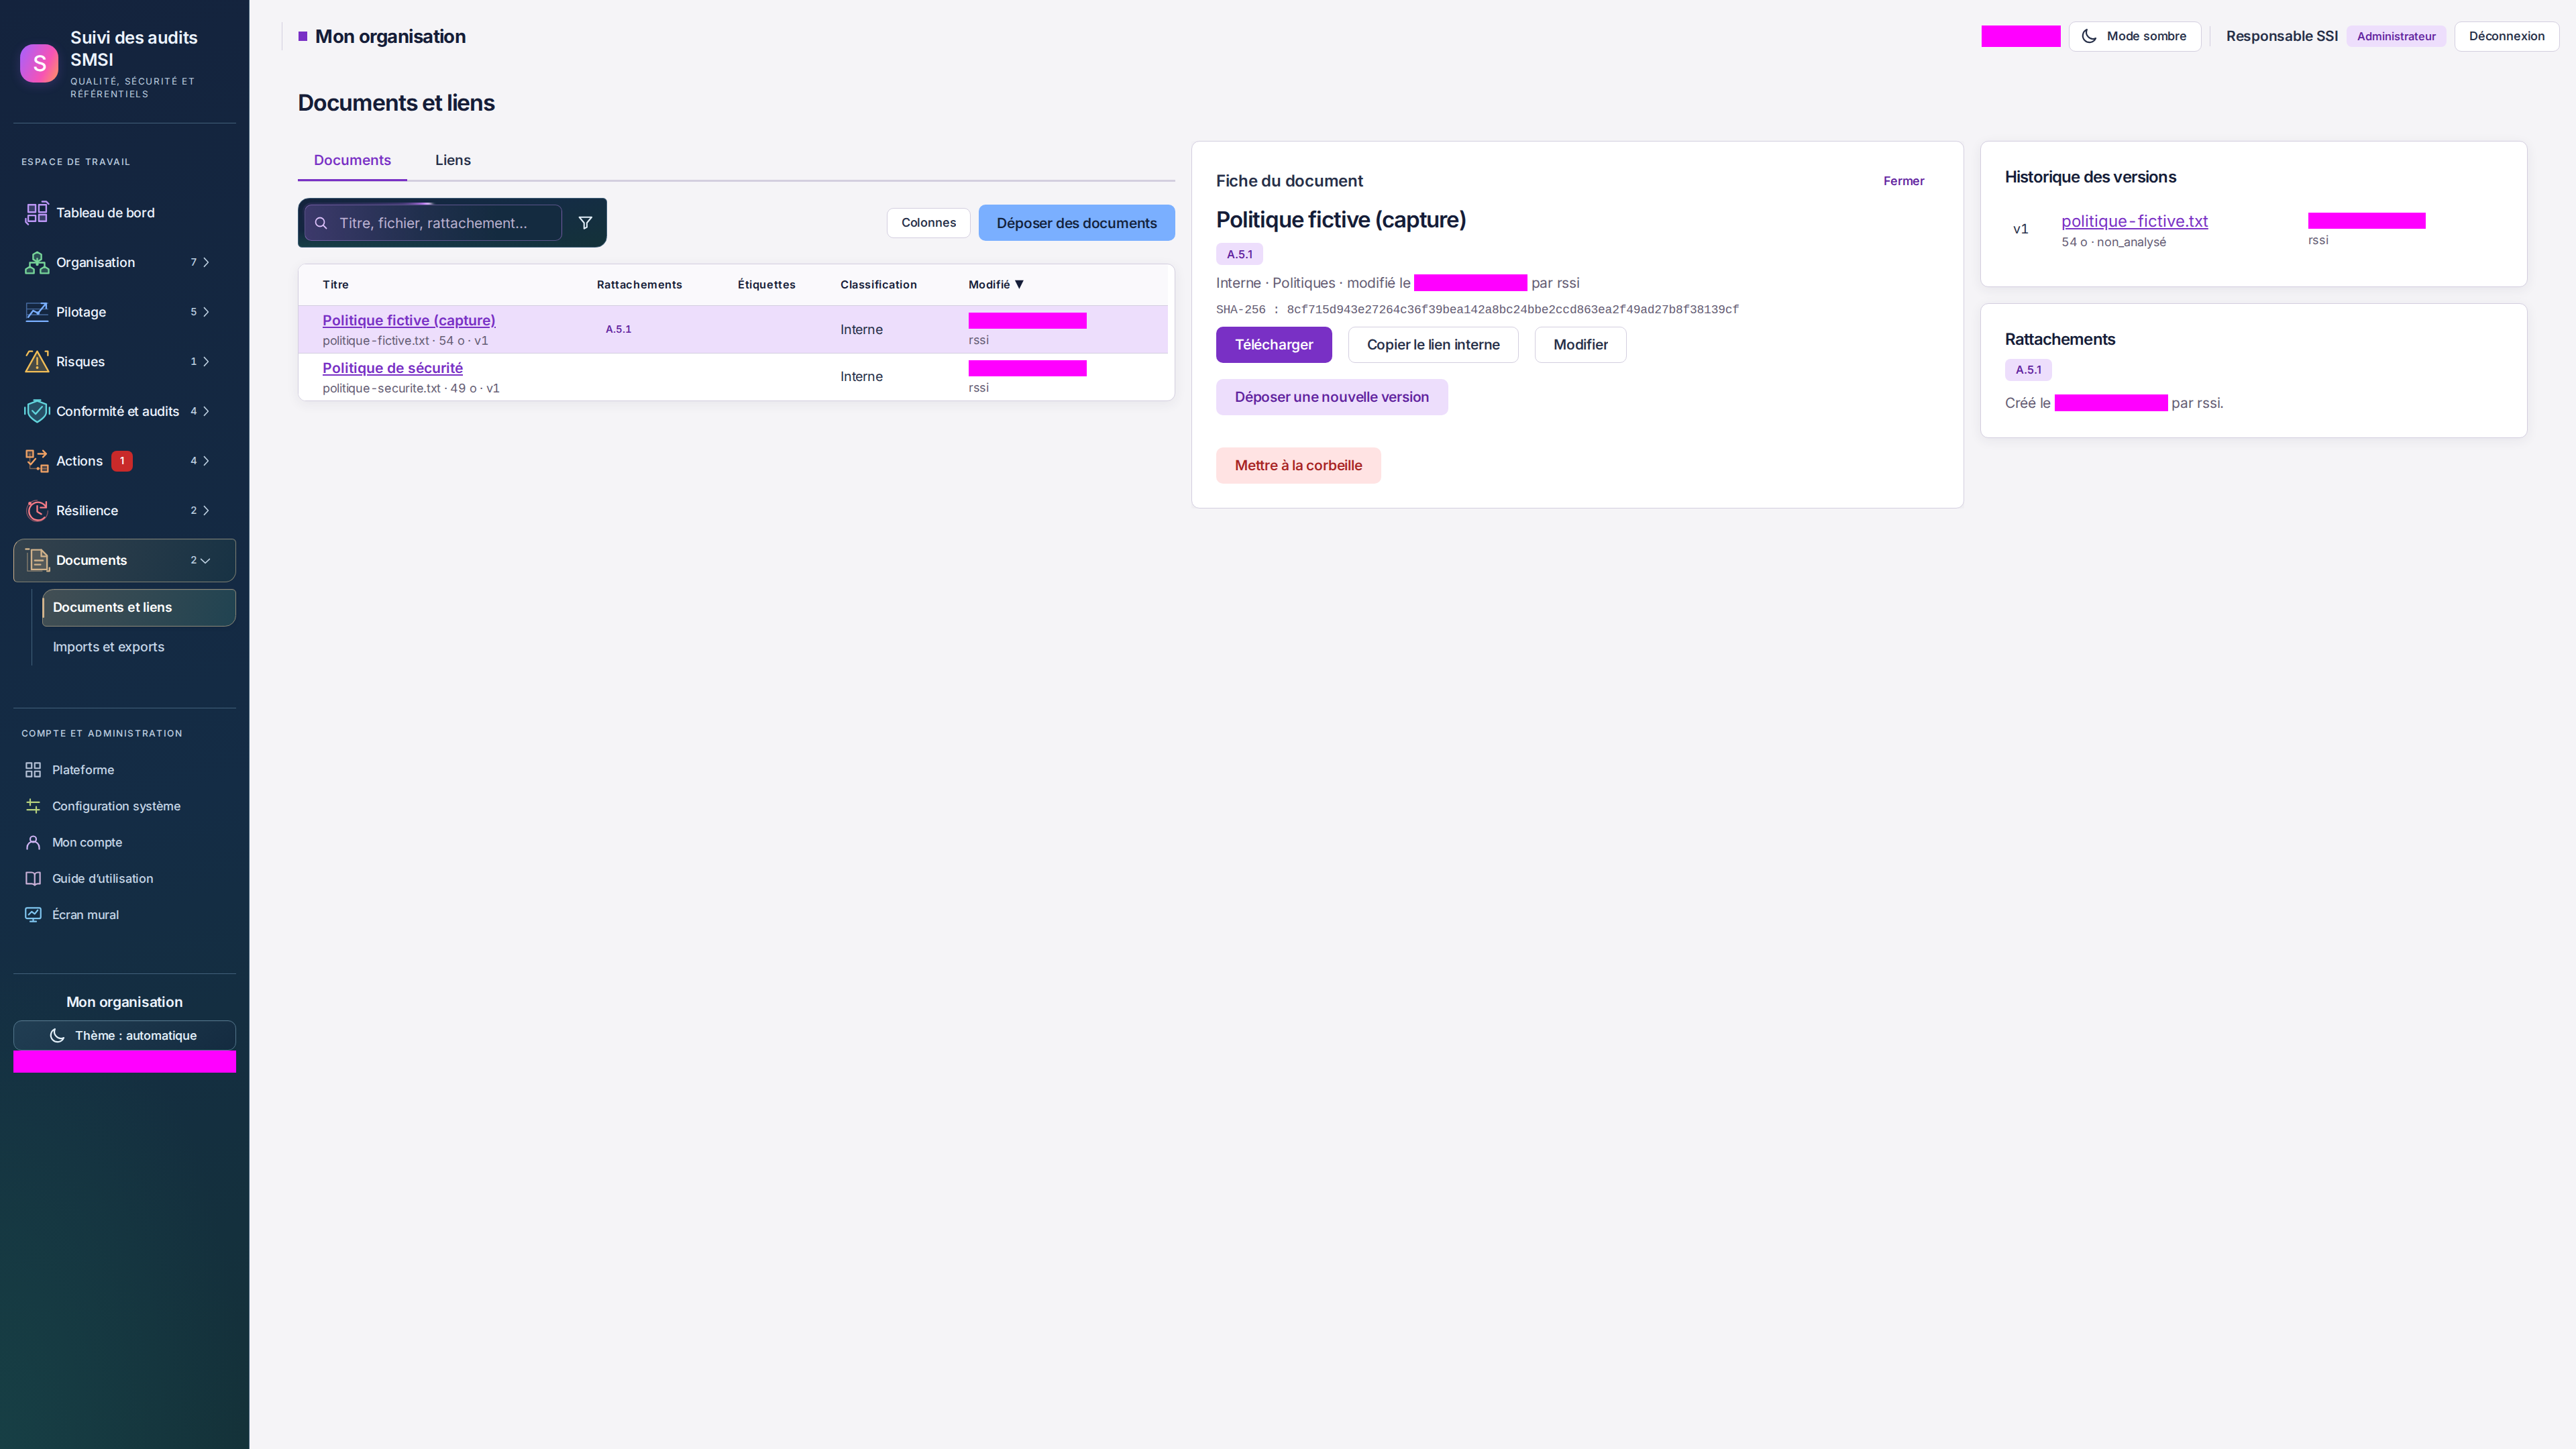 Suivi des audits
SMSI
QUALITÉ, SÉCURITÉ ET
RÉFÉRENTIELS
S
ESPACE DE TRAVAIL
Tableau de bord
Organisation 7
Pilotage 5
Risques 1
Conformité et audits 4
Actions 1 4
Résilience 2
Documents 2
Documents et liens
Imports et exports
COMPTE ET ADMINISTRATION
Plateforme
Configuration système
Mon compte
Guide d'utilisation
Écran mural
Mon organisation
Thème : automatique
Mon organisation
Mode sombre
Responsable SSI
Administrateur
Déconnexion
Documents et liens
Documents
Liens
Titre, fichier, rattachement...
Colonnes
Déposer des documents
Titre Rattachements Étiquettes Classification Modifié ▼
Politique fictive (capture)
politique-fictive.txt · 54 o · v1
A.5.1
Interne
rssi
Politique de sécurité
politique-securite.txt · 49 o · v1
Interne
rssi
Fiche du document
Fermer
Politique fictive (capture)
A.5.1
Interne · Politiques · modifié le par rssi
SHA-256 : 8cf715d943e27264c36f39bea142a8bc24bbe2ccd863ea2f49ad27b8f38139cf
Télécharger
Copier le lien interne
Modifier
Déposer une nouvelle version
Mettre à la corbeille
Historique des versions
v1
politique-fictive.txt
54 o · non_analysé
rssi
Rattachements
A.5.1
Créé le par rssi.